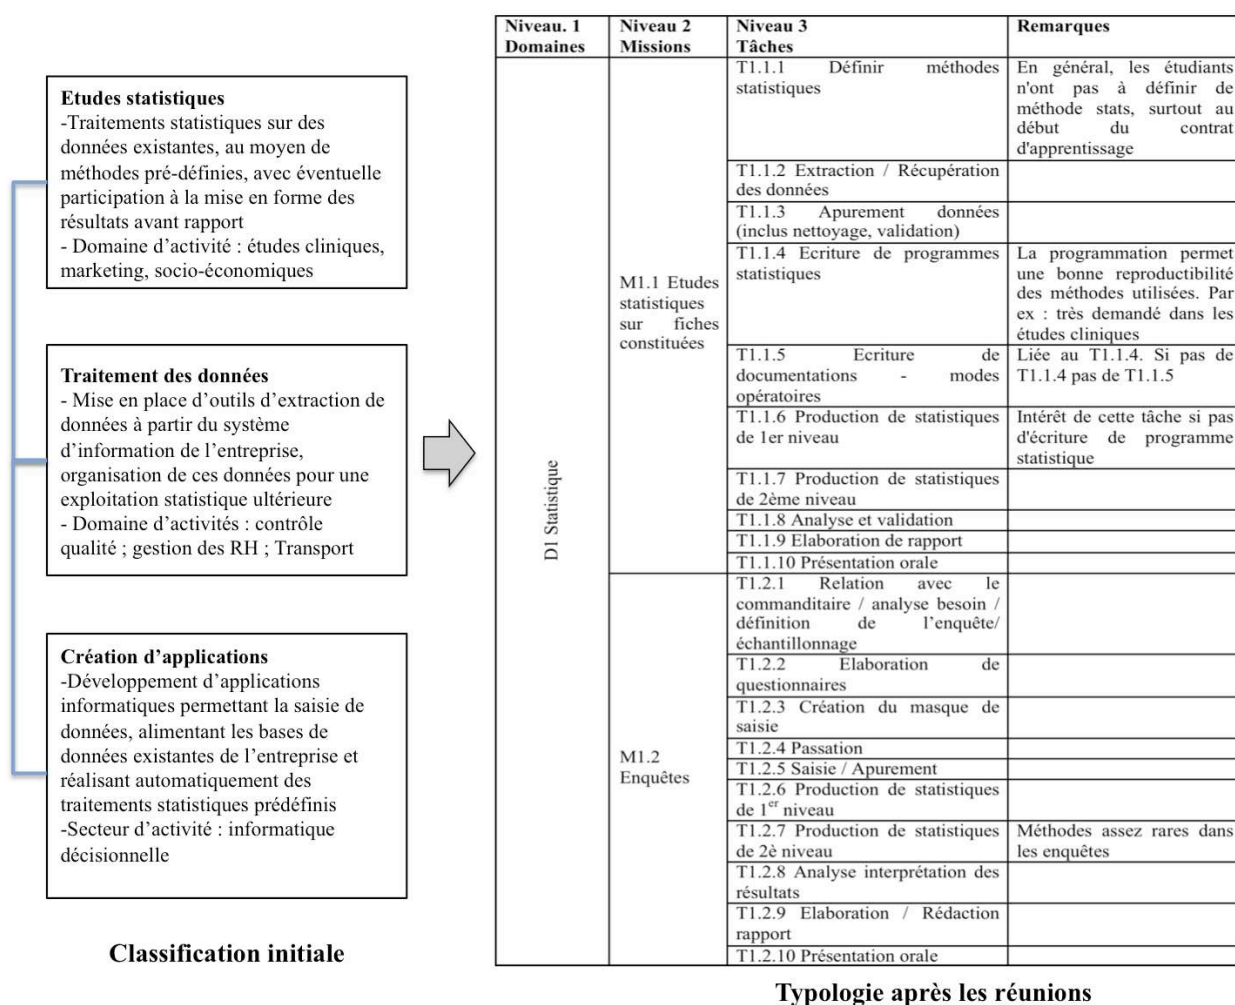 Etudes statistiques
-Traitements statistiques sur des
données existantes, au moyen de
méthodes pré-définies, avec éventuelle
participation à la mise en forme des
résultats avant rapport
- Domaine d’activité : études cliniques,
marketing, socio-économiques
Traitement des données
- Mise en place d’outils d’extraction de
données à partir du système
d’information de l’entreprise,
organisation de ces données pour une
exploitation statistique ultérieure
- Domaine d’activités : contrôle
qualité ; gestion des RH ; Transport
Création d’applications
-Développement d’applications
informatiques permettant la saisie de
données, alimentant les bases de
données existantes de l’entreprise et
réalisant automatiquement des
traitements statistiques prédéfinis
-Secteur d’activité : informatique
décisionnelle
Classification initiale
Niveau. 1
Domaines
Niveau 2
Missions
Niveau 3
Tâches
Remarques
D1 Statistique
M1.1 Etudes
statistiques
sur fiches
constituées
T1.1.1 Définir méthodes
statistiques
En général, les étudiants
n'ont pas à définir de
méthode stats, surtout au
début du contrat
d'apprentissage
T1.1.2 Extraction / Récupération
des données
T1.1.3 Apurement données
(inclus nettoyage, validation)
T1.1.4 Ecriture de programmes
statistiques
La programmation permet
une bonne reproductibilité
des méthodes utilisées. Par
ex : très demandé dans les
études cliniques
T1.1.5 Ecriture de
documentations - modes
opératoires
Liée au T1.1.4. Si pas de
T1.1.4 pas de T1.1.5
T1.1.6 Production de statistiques
de 1er niveau
Intérêt de cette tâche si pas
d'écriture de programme
statistique
T1.1.7 Production de statistiques
de 2ème niveau
T1.1.8 Analyse et validation
T1.1.9 Elaboration de rapport
T1.1.10 Présentation orale
M1.2
Enquêtes
T1.2.1 Relation avec le
commanditaire / analyse besoin /
définition de l’enquête/
échantillonnage
T1.2.2 Elaboration de
questionnaires
T1.2.3 Création du masque de
saisie
T1.2.4 Passation
T1.2.5 Saisie / Apurement
T1.2.6 Production de statistiques
de 1er niveau
T1.2.7 Production de statistiques
de 2è niveau
Méthodes assez rares dans
les enquêtes
T1.2.8 Analyse interprétation des
résultats
T1.2.9 Elaboration / Rédaction
rapport
T1.2.10 Présentation orale
Typologie après les réunions